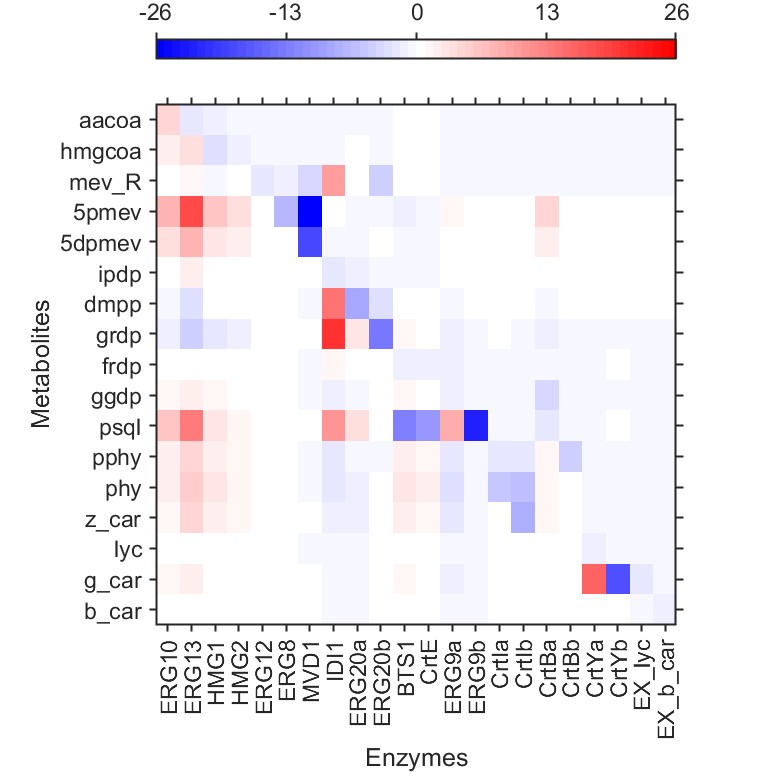 -26 -13 0 13 26
Metabolites
aacoa
hmgcoa
mev_R
5pmev
5dpmev
ipdp
dmpp
grdp
frdp
ggdp
psql
pphy
phy
z_car
lyc
g_car
b_car
ERG10
ERG13
HMG1
HMG2
ERG12
ERG8
MVD1
IDI1
ERG20a
ERG20b
BTS1
CrtE
ERG9a
ERG9b
CrtIa
CrtIb
CrtBa
CrtBb
CrtYa
CrtYb
EX_lyc
EX_b_car
Enzymes